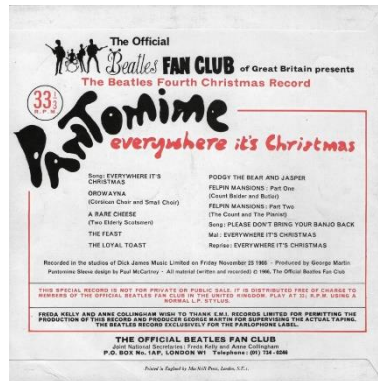 The Official
Beatles FAN CLUB of Great Britain presents
The Beatles Fourth Christmas Record
33 1/3
R.P.M.
PANTOMIME
everywhere it's Christmas
Song: EVERYWHERE IT'S
CHRISTMAS
OROWAYNA
(Corsican Choir and Small Choir)
A RARE CHEESE
(Two Elderly Scotsmen)
THE FEAST
THE LOYAL TOAST
PODGY THE BEAR AND JASPER
FELPIN MANSIONS : Part One
(Count Balder and Butler)
FELPIN MANSIONS : Part Two
(The Count and The Pianist)
Song : PLEASE DON'T BRING YOUR BANJO BACK
Mal : EVERYWHERE IT'S CHRISTMAS
Reprise : EVERYWHERE IT'S CHRISTMAS
Recorded in the studios of Dick James Music Limited on Friday November 25 1966 - Produced by George Martin
Pantomime Sleeve design by Paul McCartney - All material (written and recorded) © 1966, The Official Beatles Fan Club
THIS SPECIAL RECORD IS NOT FOR PRIVATE OR PUBLIC SALE. IT IS DISTRIBUTED FREE OF CHARGE TO
MEMBERS OF THE OFFICIAL BEATLES FAN CLUB IN THE UNITED KINGDOM. PLAY AT 33⅓ R.P.M. USING A
NORMAL L.P. STYLUS.
FREDA KELLY AND ANNE COLLINGHAM WISH TO THANK E.M.I. RECORDS LIMITED FOR PERMITTING THE
PRODUCTION OF THIS RECORD AND PRODUCER GEORGE MARTIN FOR SUPERVISING THE ACTUAL TAPING.
THE BEATLES RECORD EXCLUSIVELY FOR THE PARLOPHONE LABEL.
THE OFFICIAL BEATLES FAN CLUB
Joint National Secretaries : Freda Kelly and Anne Collingham
P.O. BOX No. 1AP, LONDON W1 Telephone : (01) 734 - 0246
Printed in England by